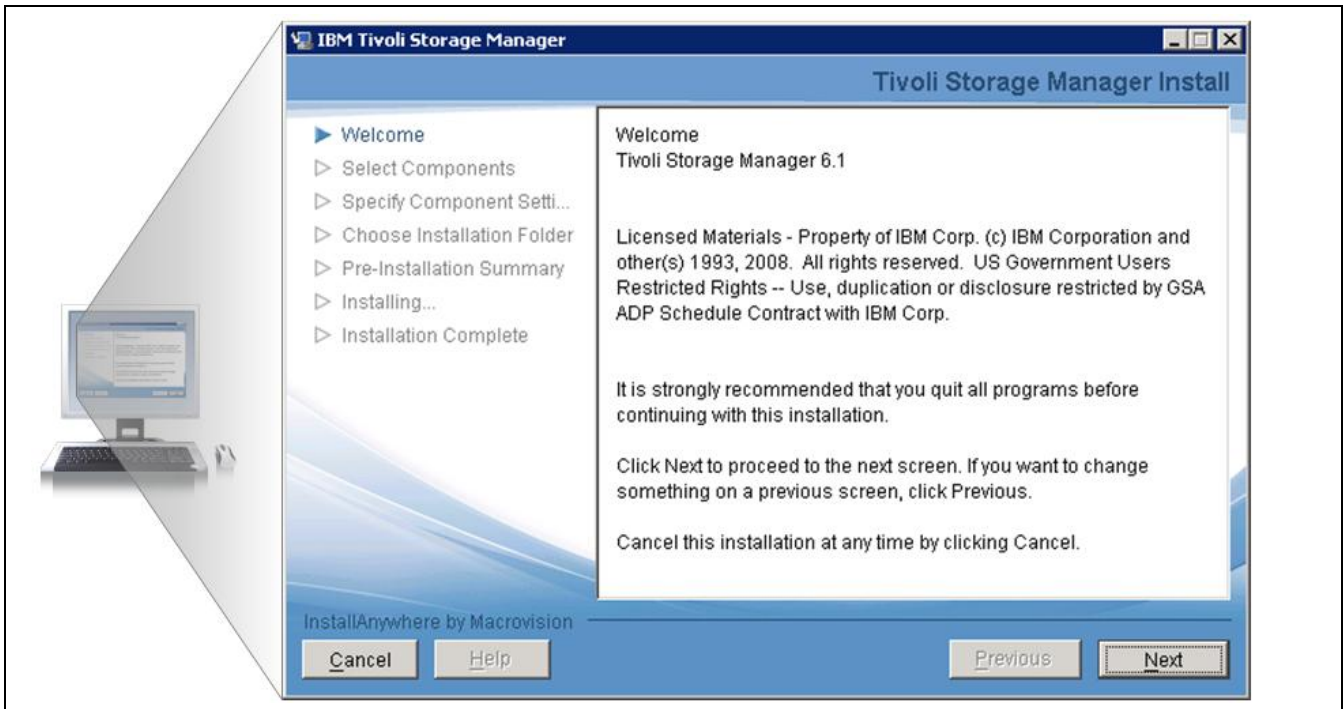 IBM Tivoli Storage Manager
Tivoli Storage Manager Install
Welcome
Select Components
Specify Component Setti...
Choose Installation Folder
Pre-Installation Summary
Installing...
Installation Complete
Welcome
Tivoli Storage Manager 6.1
Licensed Materials - Property of IBM Corp. (c) IBM Corporation and
other(s) 1993, 2008. All rights reserved. US Government Users
Restricted Rights -- Use, duplication or disclosure restricted by GSA
ADP Schedule Contract with IBM Corp.
It is strongly recommended that you quit all programs before
continuing with this installation.
Click Next to proceed to the next screen. If you want to change
something on a previous screen, click Previous.
Cancel this installation at any time by clicking Cancel.
InstallAnywhere by Macrovision
Cancel
Help
Previous
Next